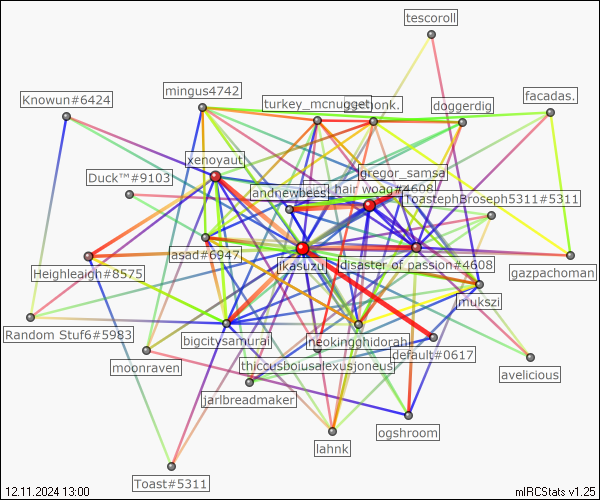 tescoroll
mingus4742
Knowun#6424
turkey_mcnugget
jonk.
doggerdig
facadas.
xenoyaut
Duck™#9103
gregor_samsa
andnewbees
hair woag#4608
ToastephBroseph5311#5311
asad#6947
ikasuzu
disaster of passion#4608
Heighleaigh#8575
gazpachoman
mukszi
Random Stuf6#5983
bigcitysamurai
neokingghidorah
default#0617
moonraven
thiccusboiusalexusjoneus
avelicious
jarlbreadmaker
ogshroom
lahnk
Toast#5311
12.11.2024 13:00
mIRCStats v1.25